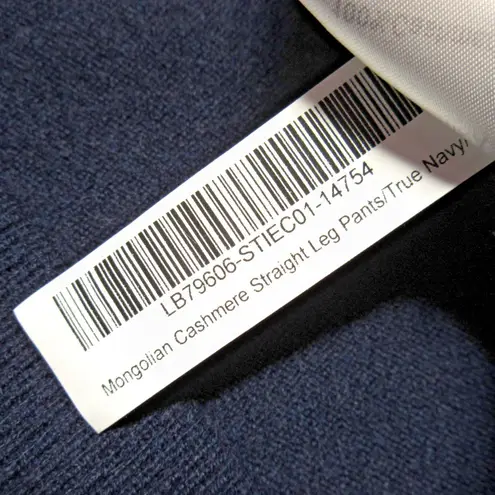 LB79606-STIEC01-14754
Mongolian Cashmere Straight Leg Pants/True Navy/